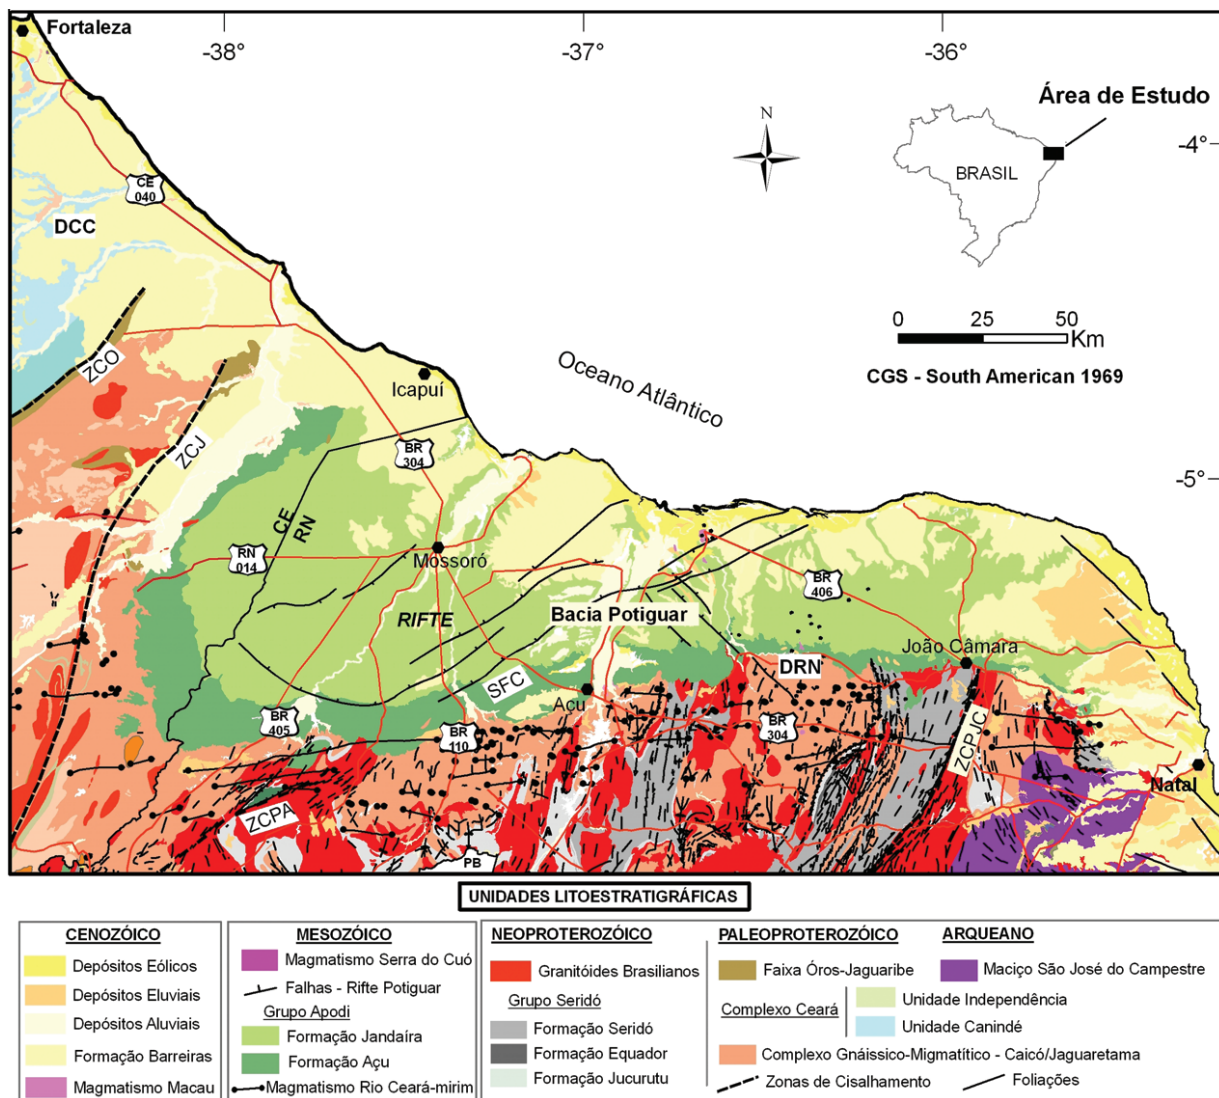 Fortaleza
-38°
-37°
-36°
Área de Estudo
N
-4°
BRASIL
CE
040
DCC
0 25 50
Km
CGS - South American 1969
Oceano Atlântico
ZCO
Icapuí
ZCJ
BR
304
-5°
CE
RN
Mossoró
RN
014
BR
406
RIFTE
Bacia Potiguar
João Câmara
DRN
SFC
Açu
BR
405
BR
110
BR
304
ZCPJC
Natal
ZCPA
PB
UNIDADES LITOESTRATIGRÁFICAS
CENOZÓICO
Depósitos Eólicos
Depósitos Eluviais
Depósitos Aluviais
Formação Barreiras
Magmatismo Macau
MESOZÓICO
Magmatismo Serra do Cuó
Falhas - Rifte Potiguar
Grupo Apodi
Formação Jandaíra
Formação Açu
Magmatismo Rio Ceará-mirim
NEOPROTEROZÓICO
Granitóides Brasilianos
Grupo Seridó
Formação Seridó
Formação Equador
Formação Jucurutu
PALEOPROTEROZÓICO
Faixa Óros-Jaguaribe
Complexo Ceará
Unidade Independência
Unidade Canindé
Complexo Gnáissico-Migmatítico - Caicó/Jaguaretama
Zonas de Cisalhamento
Foliações
ARQUEANO
Maciço São José do Campestre